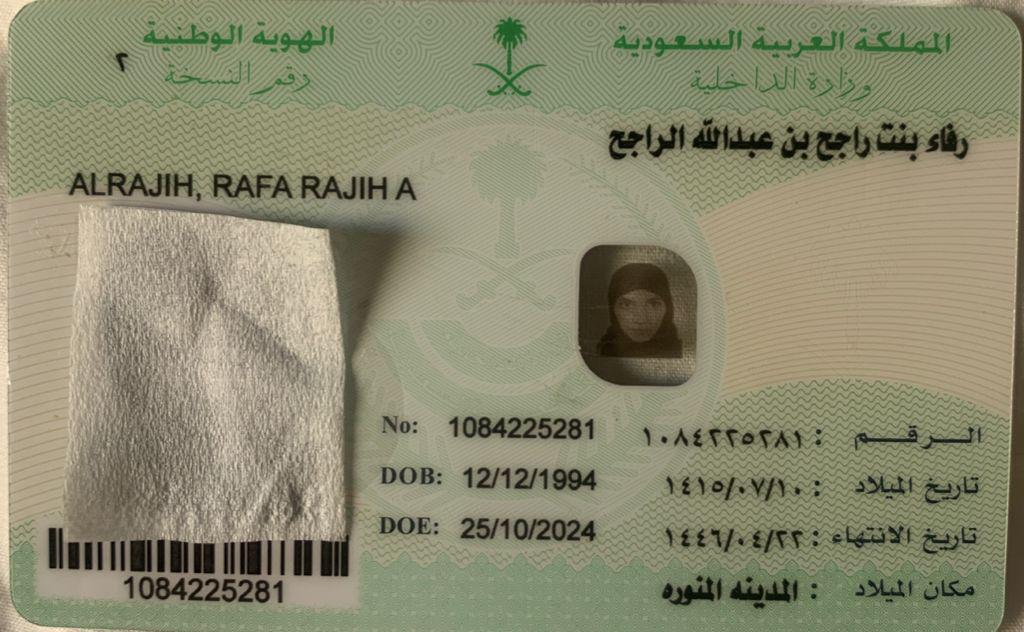 المملكة العربية السعودية
وزارة الداخلية
الهوية الوطنية
رقم النسخة ٢
رفاء بنت راجح بن عبدالله الراجح
ALRAJIH, RAFA RAJIH A
No: 1084225281
الـرقـم : ١٠٨٤٢٢٥٢٨١
DOB: 12/12/1994
تاريخ الميلاد : ١٤١٥/٠٧/١٠
DOE: 25/10/2024
تاريخ الانتهاء : ١٤٤٦/٠٤/٢٢
مكان الميلاد : المدينه المنوره
1084225281